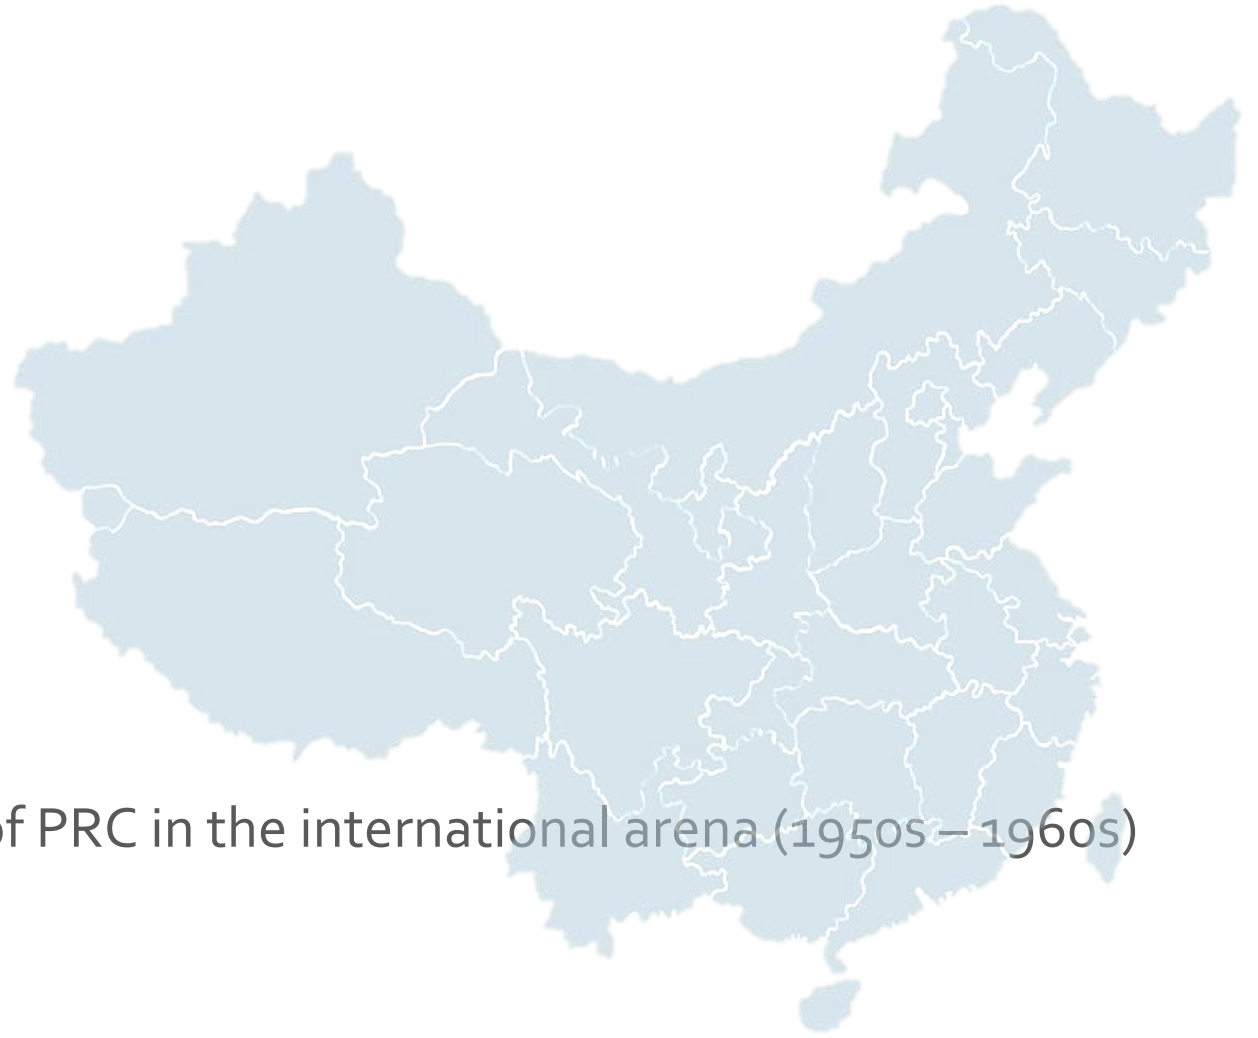 of PRC in the international arena (1950s – 1960s)